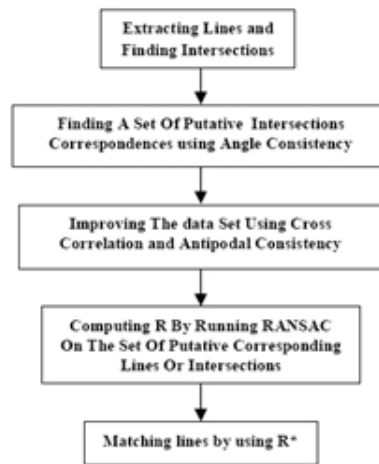 Extracting Lines and
Finding Intersections
Finding A Set Of Putative Intersections
Correspondences using Angle Consistency
Improving The data Set Using Cross
Correlation and Antipodal Consistency
Computing R By Running RANSAC
On The Set Of Putative Corresponding
Lines Or Intersections
Matching lines by using R*